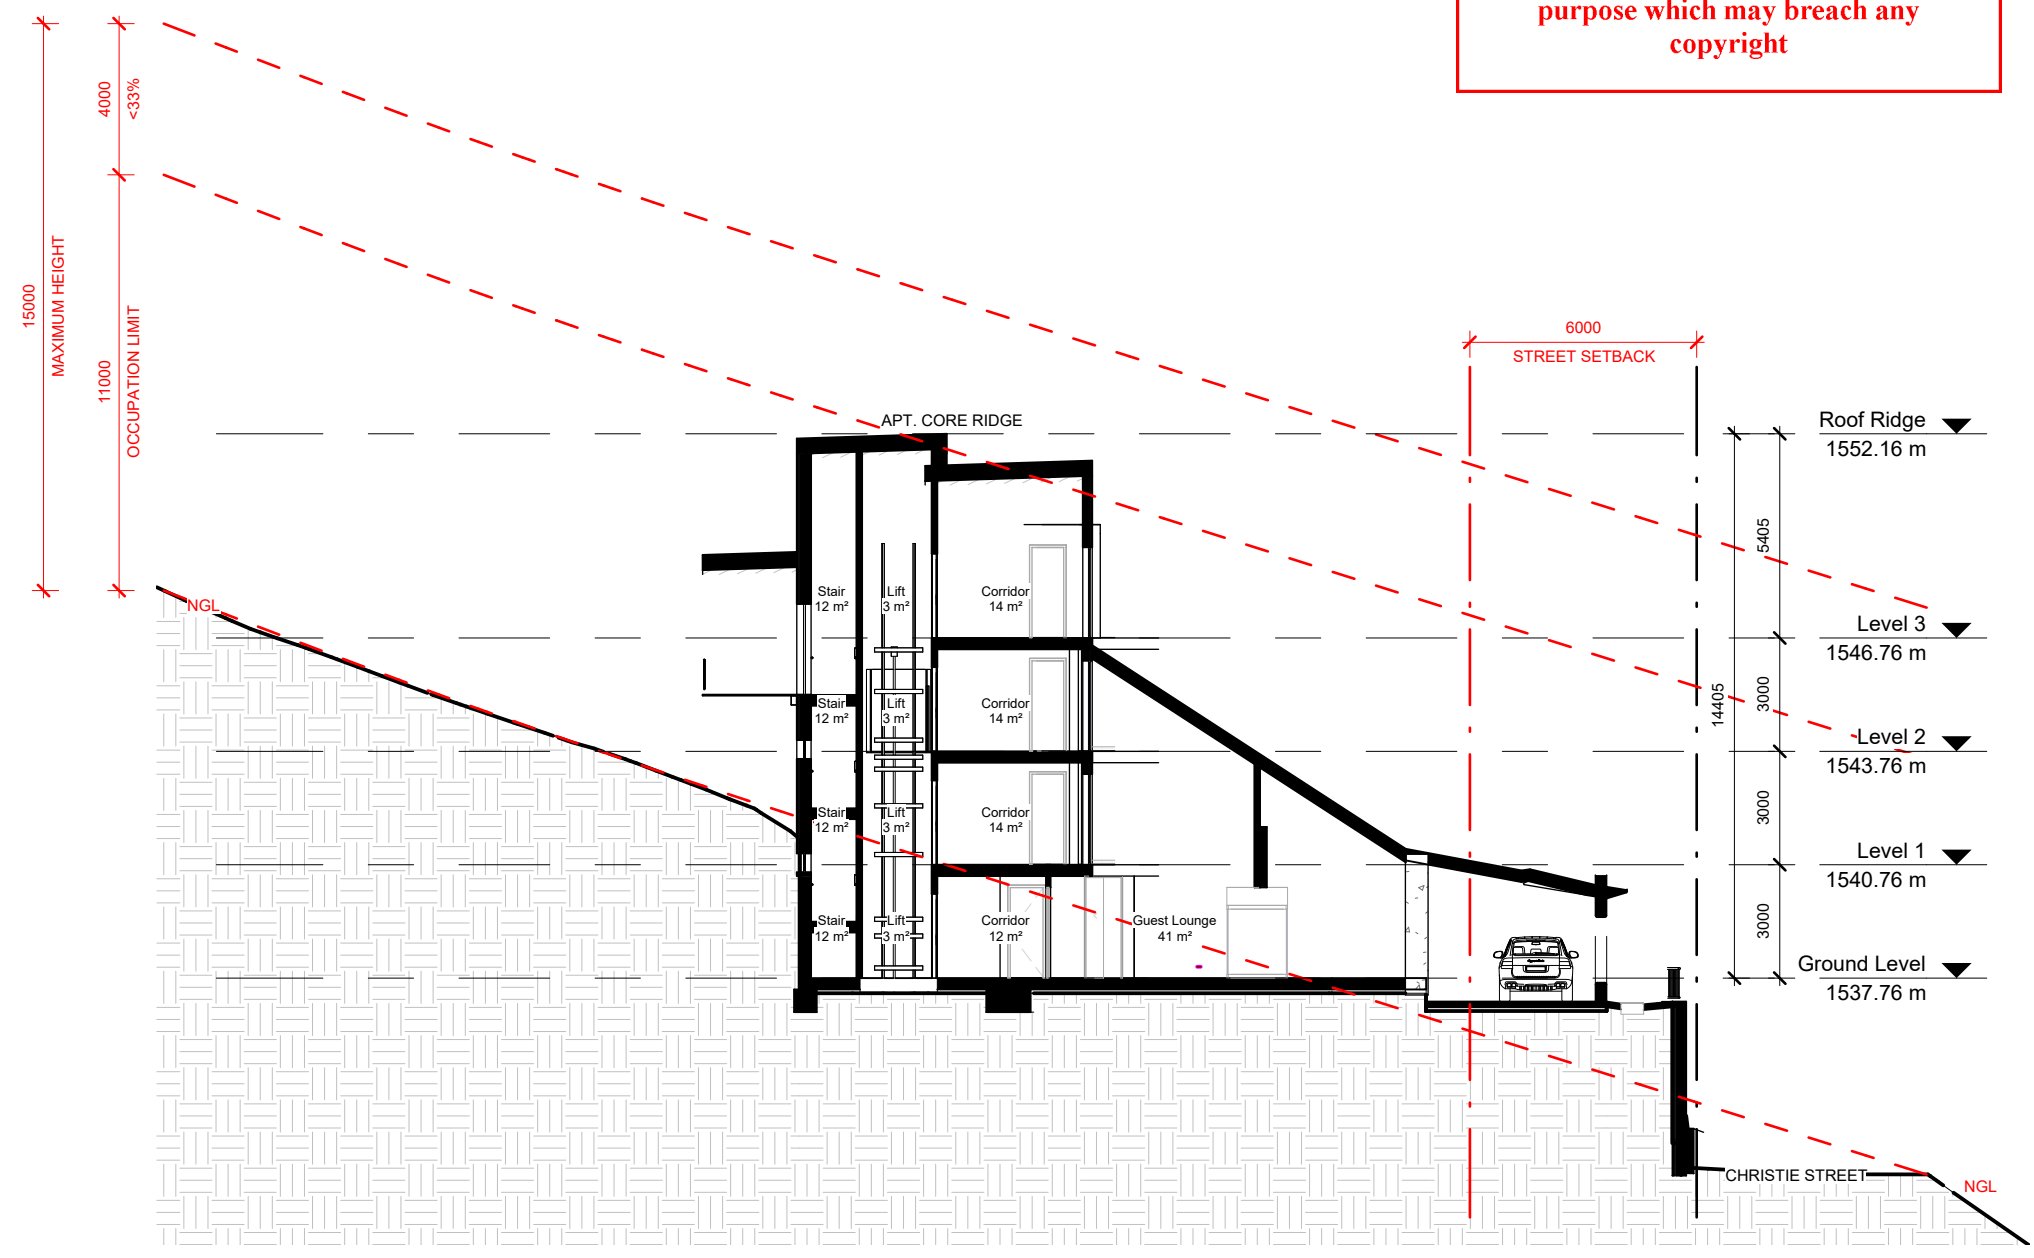 purpose which may breach any
copyright
4000
<33%
15000
MAXIMUM HEIGHT
11000
OCCUPATION LIMIT
6000
STREET SETBACK
APT. CORE RIDGE
Roof Ridge
1552.16 m
5405
NGL
Stair
12 m²
Lift
3 m²
Corridor
14 m²
Level 3
1546.76 m
14405
3000
Stair
12 m²
Lift
3 m²
Corridor
14 m²
Level 2
1543.76 m
3000
Stair
12 m²
Lift
3 m²
Corridor
14 m²
Level 1
1540.76 m
3000
Stair
12 m²
Lift
3 m²
Corridor
12 m²
Guest Lounge
41 m²
Ground Level
1537.76 m
CHRISTIE STREET
NGL